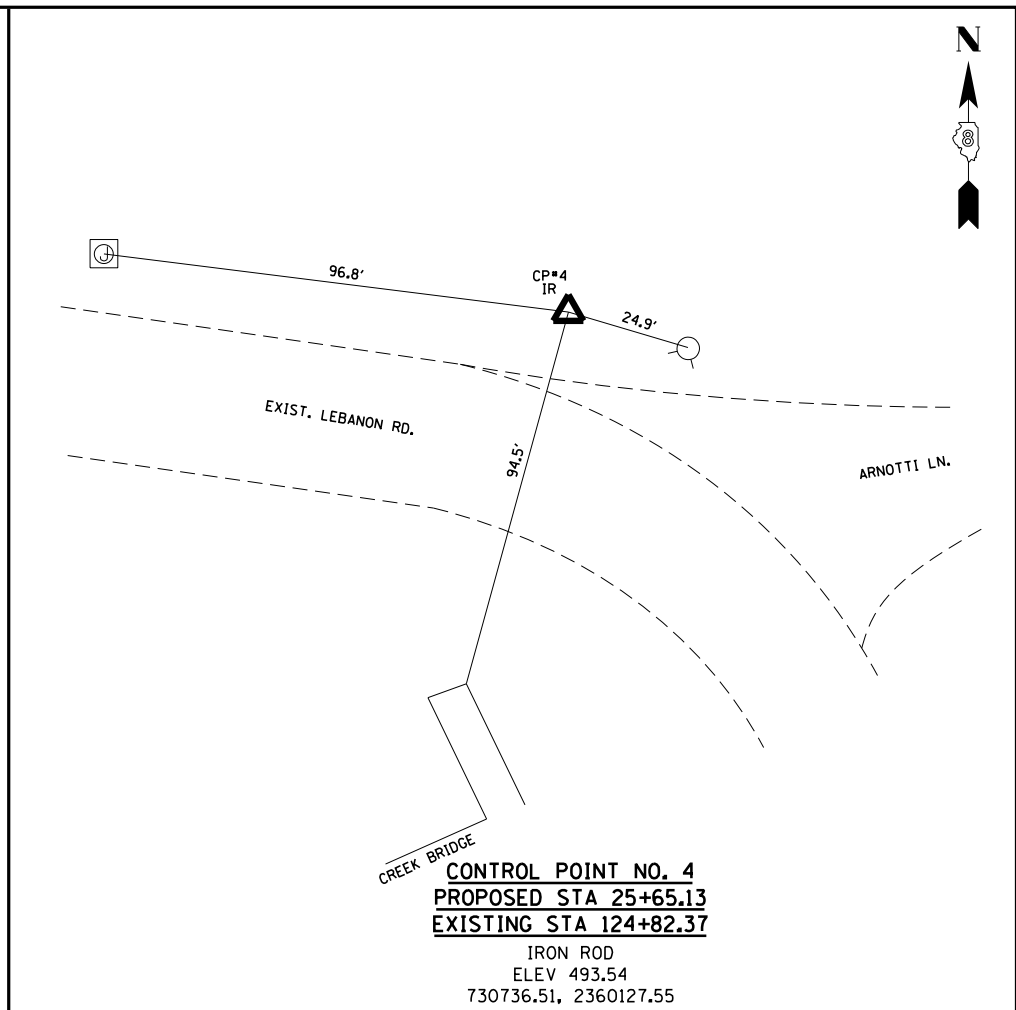 N
8
J
96.8'
CP#4
IR
24.9'
EXIST. LEBANON RD.
94.5'
ARNOTTI LN.
CREEK BRIDGE
CONTROL POINT NO. 4
PROPOSED STA 25+65.13
EXISTING STA 124+82.37
IRON ROD
ELEV 493.54
730736.51, 2360127.55